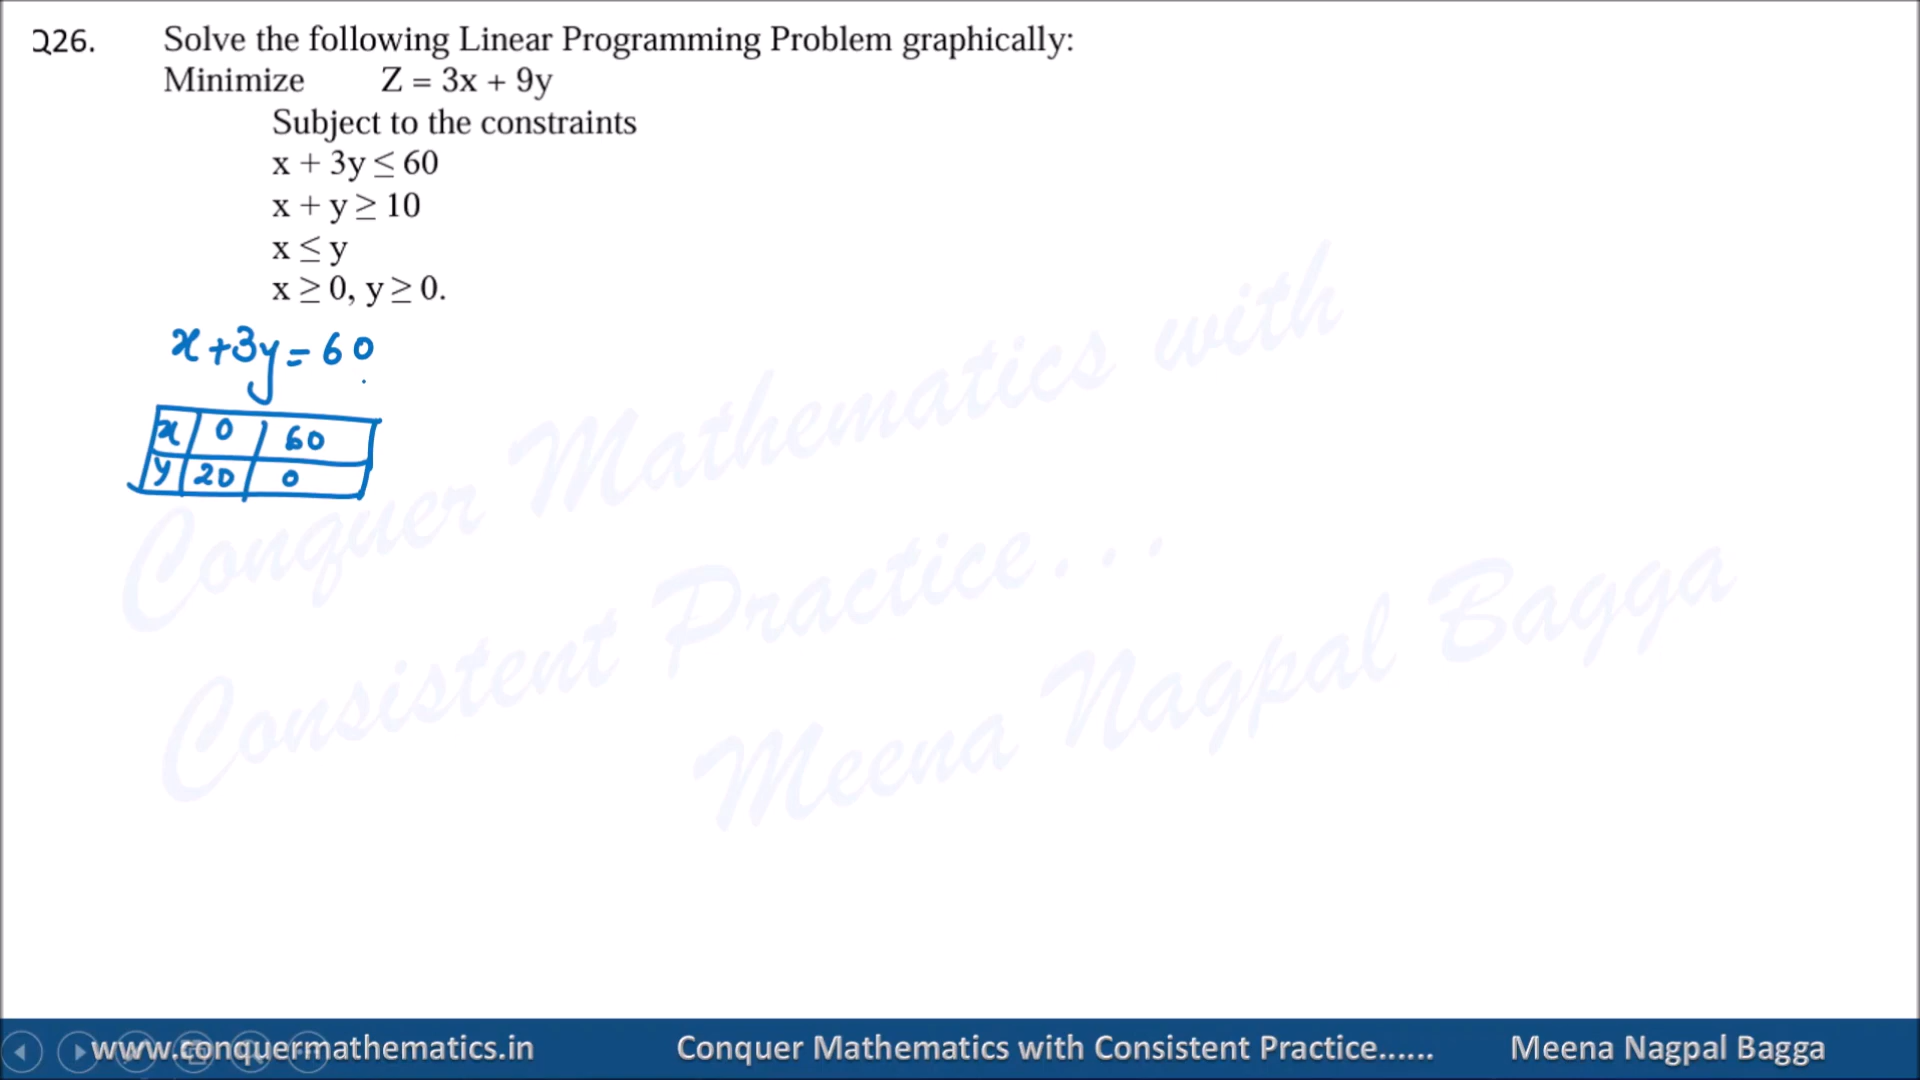 Q26. Solve the following Linear Programming Problem graphically:
Minimize Z = 3x + 9y
Subject to the constraints
x + 3y ≤ 60
x + y ≥ 10
x ≤ y
x ≥ 0, y ≥ 0.
x+3y=60
x 0 60
y 20 0
Conquer Mathematics with
Consistent Practice...
Meena Nagpal Bagga
www.conquermathematics.in Conquer Mathematics with Consistent Practice...... Meena Nagpal Bagga